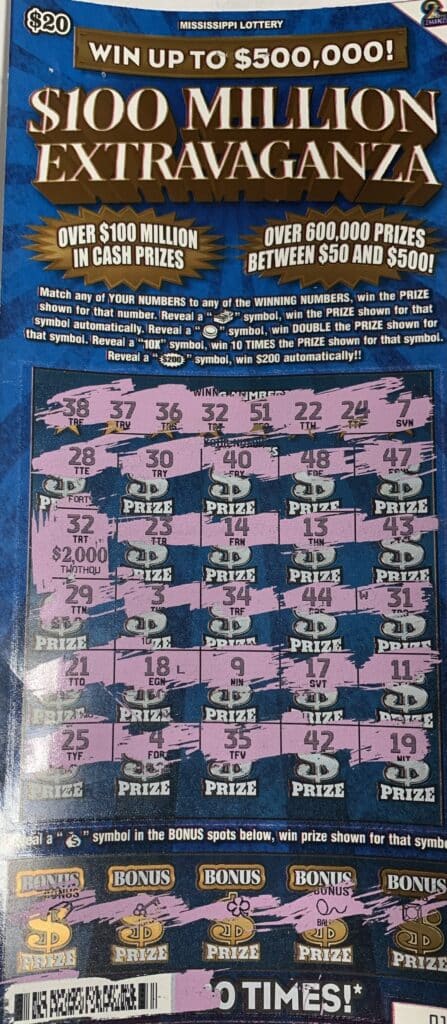 $20
MISSISSIPPI LOTTERY
WIN UP TO $500,000!
$100 MILLION
EXTRAVAGANZA
OVER $100 MILLION
IN CASH PRIZES
OVER 600,000 PRIZES
BETWEEN $50 AND $500!
Match any of YOUR NUMBERS to any of the WINNING NUMBERS, win the PRIZE
shown for that number. Reveal a " " symbol, win the PRIZE shown for that
symbol automatically. Reveal a " " symbol, win DOUBLE the PRIZE shown for
that symbol. Reveal a "10X" symbol, win 10 TIMES the PRIZE shown for that symbol.
Reveal a "$200" symbol, win $200 automatically!!
38 37 36 32 51 22 24 7
SVN
28 30 40 48 47
TTE TRY
PRIZE PRIZE PRIZE PRIZE
32 23 14 13 43
TRT TTR FRN THN
$2,000
TWOTHOU
PRIZE PRIZE PRIZE PRIZE
29 3 34 44 31
TTN TRF
PRIZE PRIZE PRIZE PRIZE PRIZE
21 18 9 17 11
TTO EGN NIN SVT
PRIZE PRIZE PRIZE PRIZE PRIZE
25 4 35 42 19
TYF FOR TFV
PRIZE PRIZE PRIZE PRIZE PRIZE
" symbol in the BONUS spots below, win prize shown for that
BONUS BONUS BONUS BONUS BONUS
PRIZE PRIZE PRIZE PRIZE PRIZE
0 TIMES!*